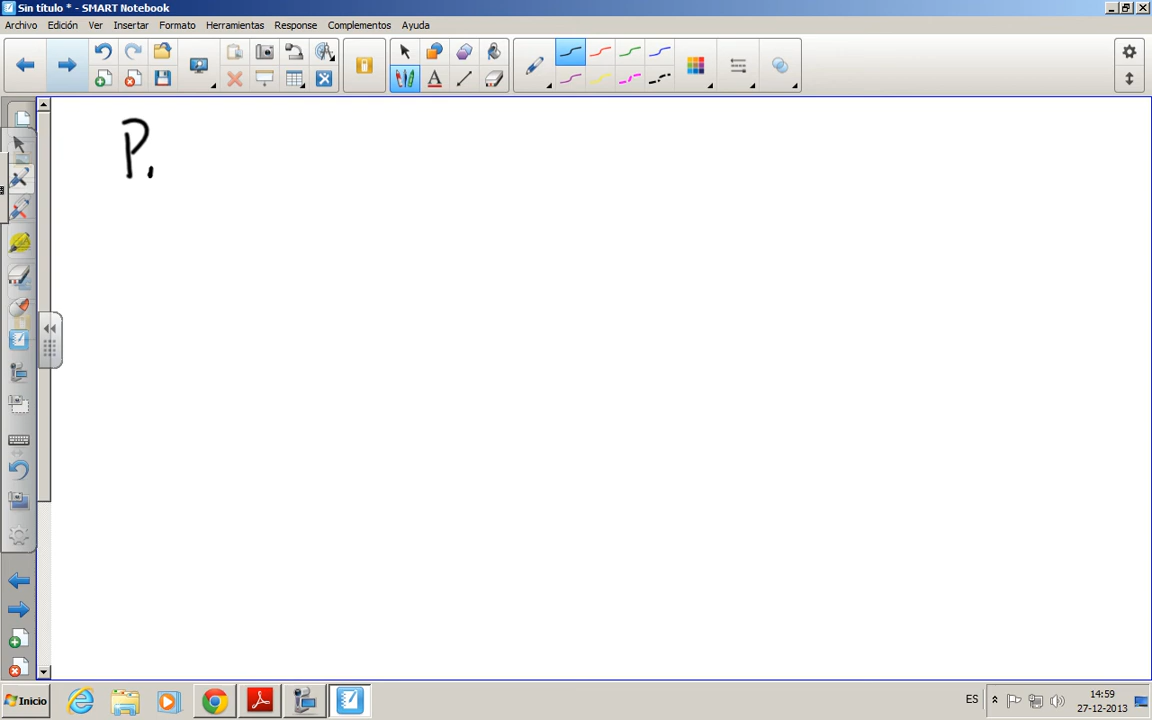 Sin título * - SMART Notebook
Archivo Edición Ver Insertar Formato Herramientas Response Complementos Ayuda
P.
Inicio
ES
14:59
27-12-2013